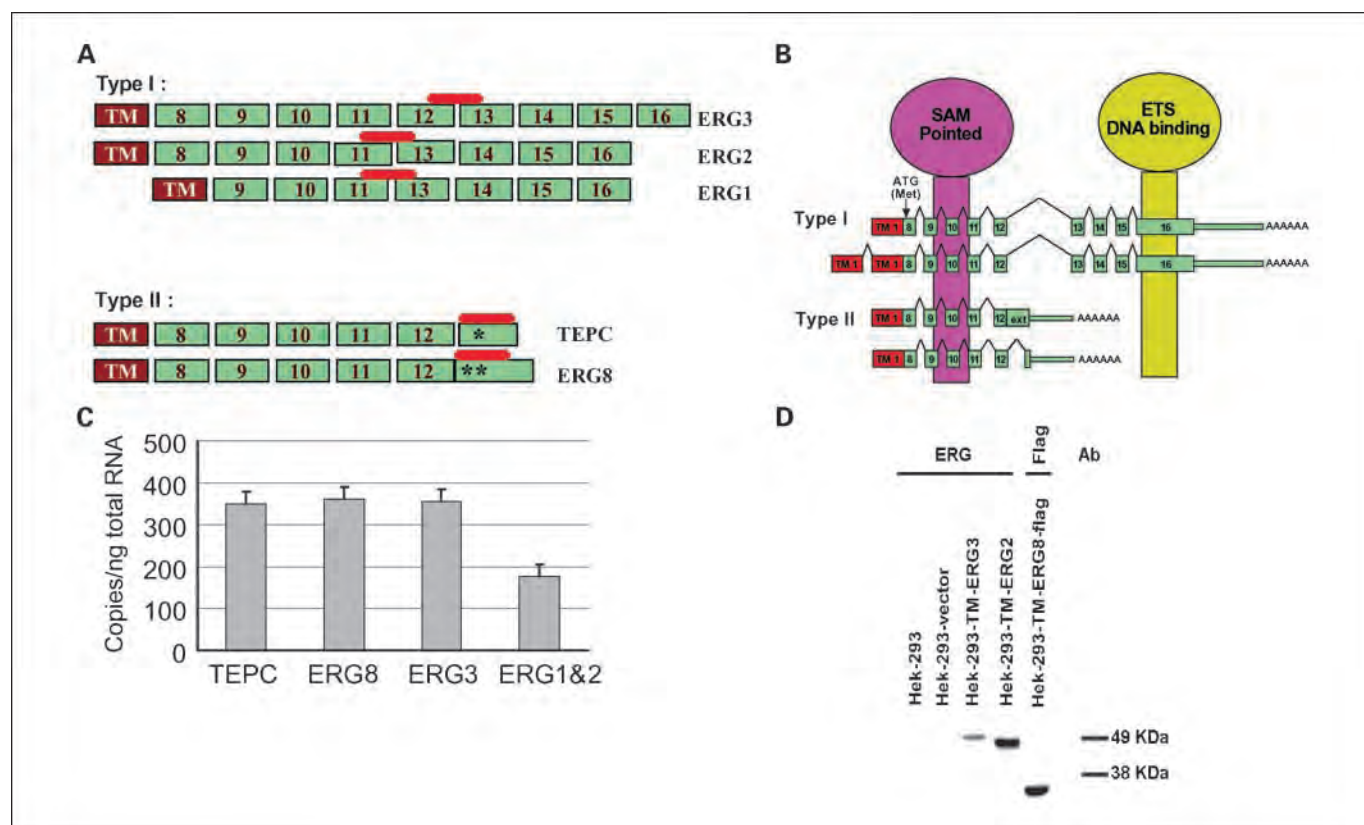 A
Type I :
TM 8 9 10 11 12 13 14 15 16 ERG3
TM 8 9 10 11 13 14 15 16 ERG2
TM 9 10 11 13 14 15 16 ERG1
Type II :
TM 8 9 10 11 12 * TEPC
TM 8 9 10 11 12 ** ERG8
B
SAM
Pointed
ETS
DNA binding
ATG
(Met)
Type I
TM 1 8 9 10 11 12 13 14 15 16 AAAAAA
TM 1 TM 1 8 9 10 11 12 13 14 15 16 AAAAAA
Type II
TM 1 8 9 10 11 12 ext AAAAAA
TM 1 8 9 10 11 12 AAAAAA
C
Copies/ng total RNA
500
400
300
200
100
0
TEPC ERG8 ERG3 ERG1&2
D
ERG Flag Ab
Hek-293
Hek-293-vector
Hek-293-TM-ERG3
Hek-293-TM-ERG2
Hek-293-TM-ERG8-flag
49 KDa
38 KDa